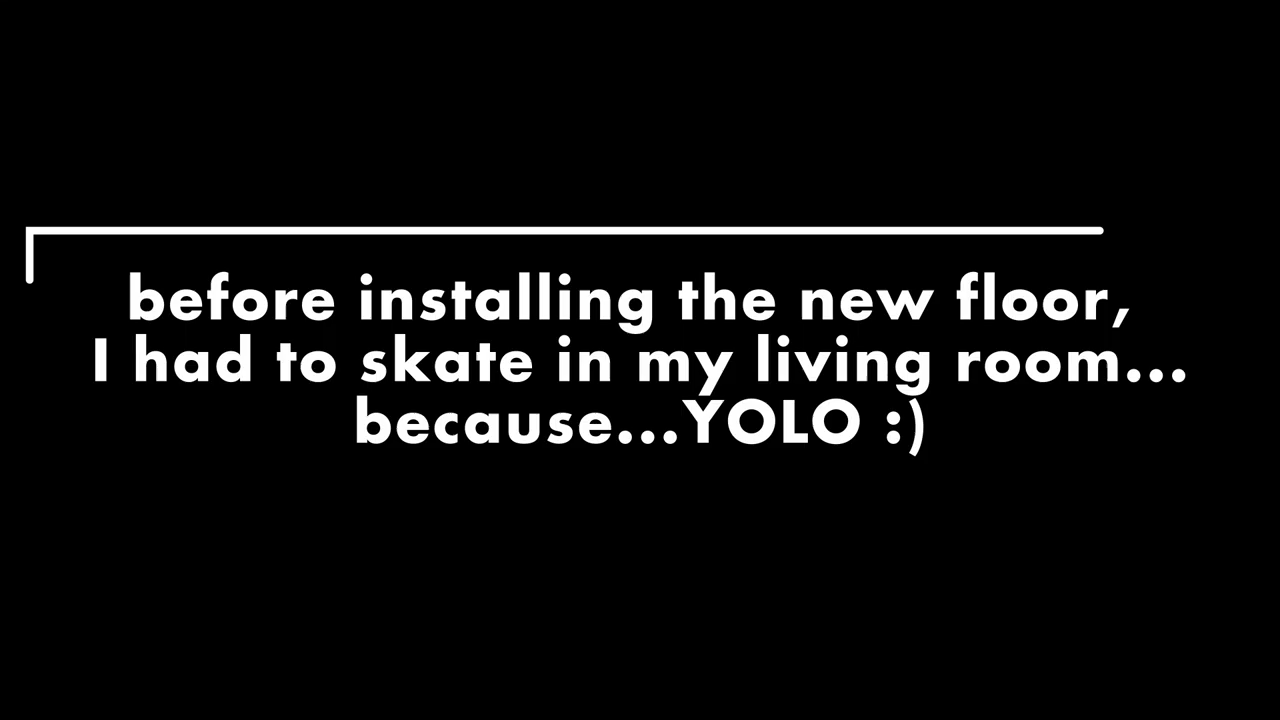 before installing the new floor,
I had to skate in my living room...
because...YOLO :)